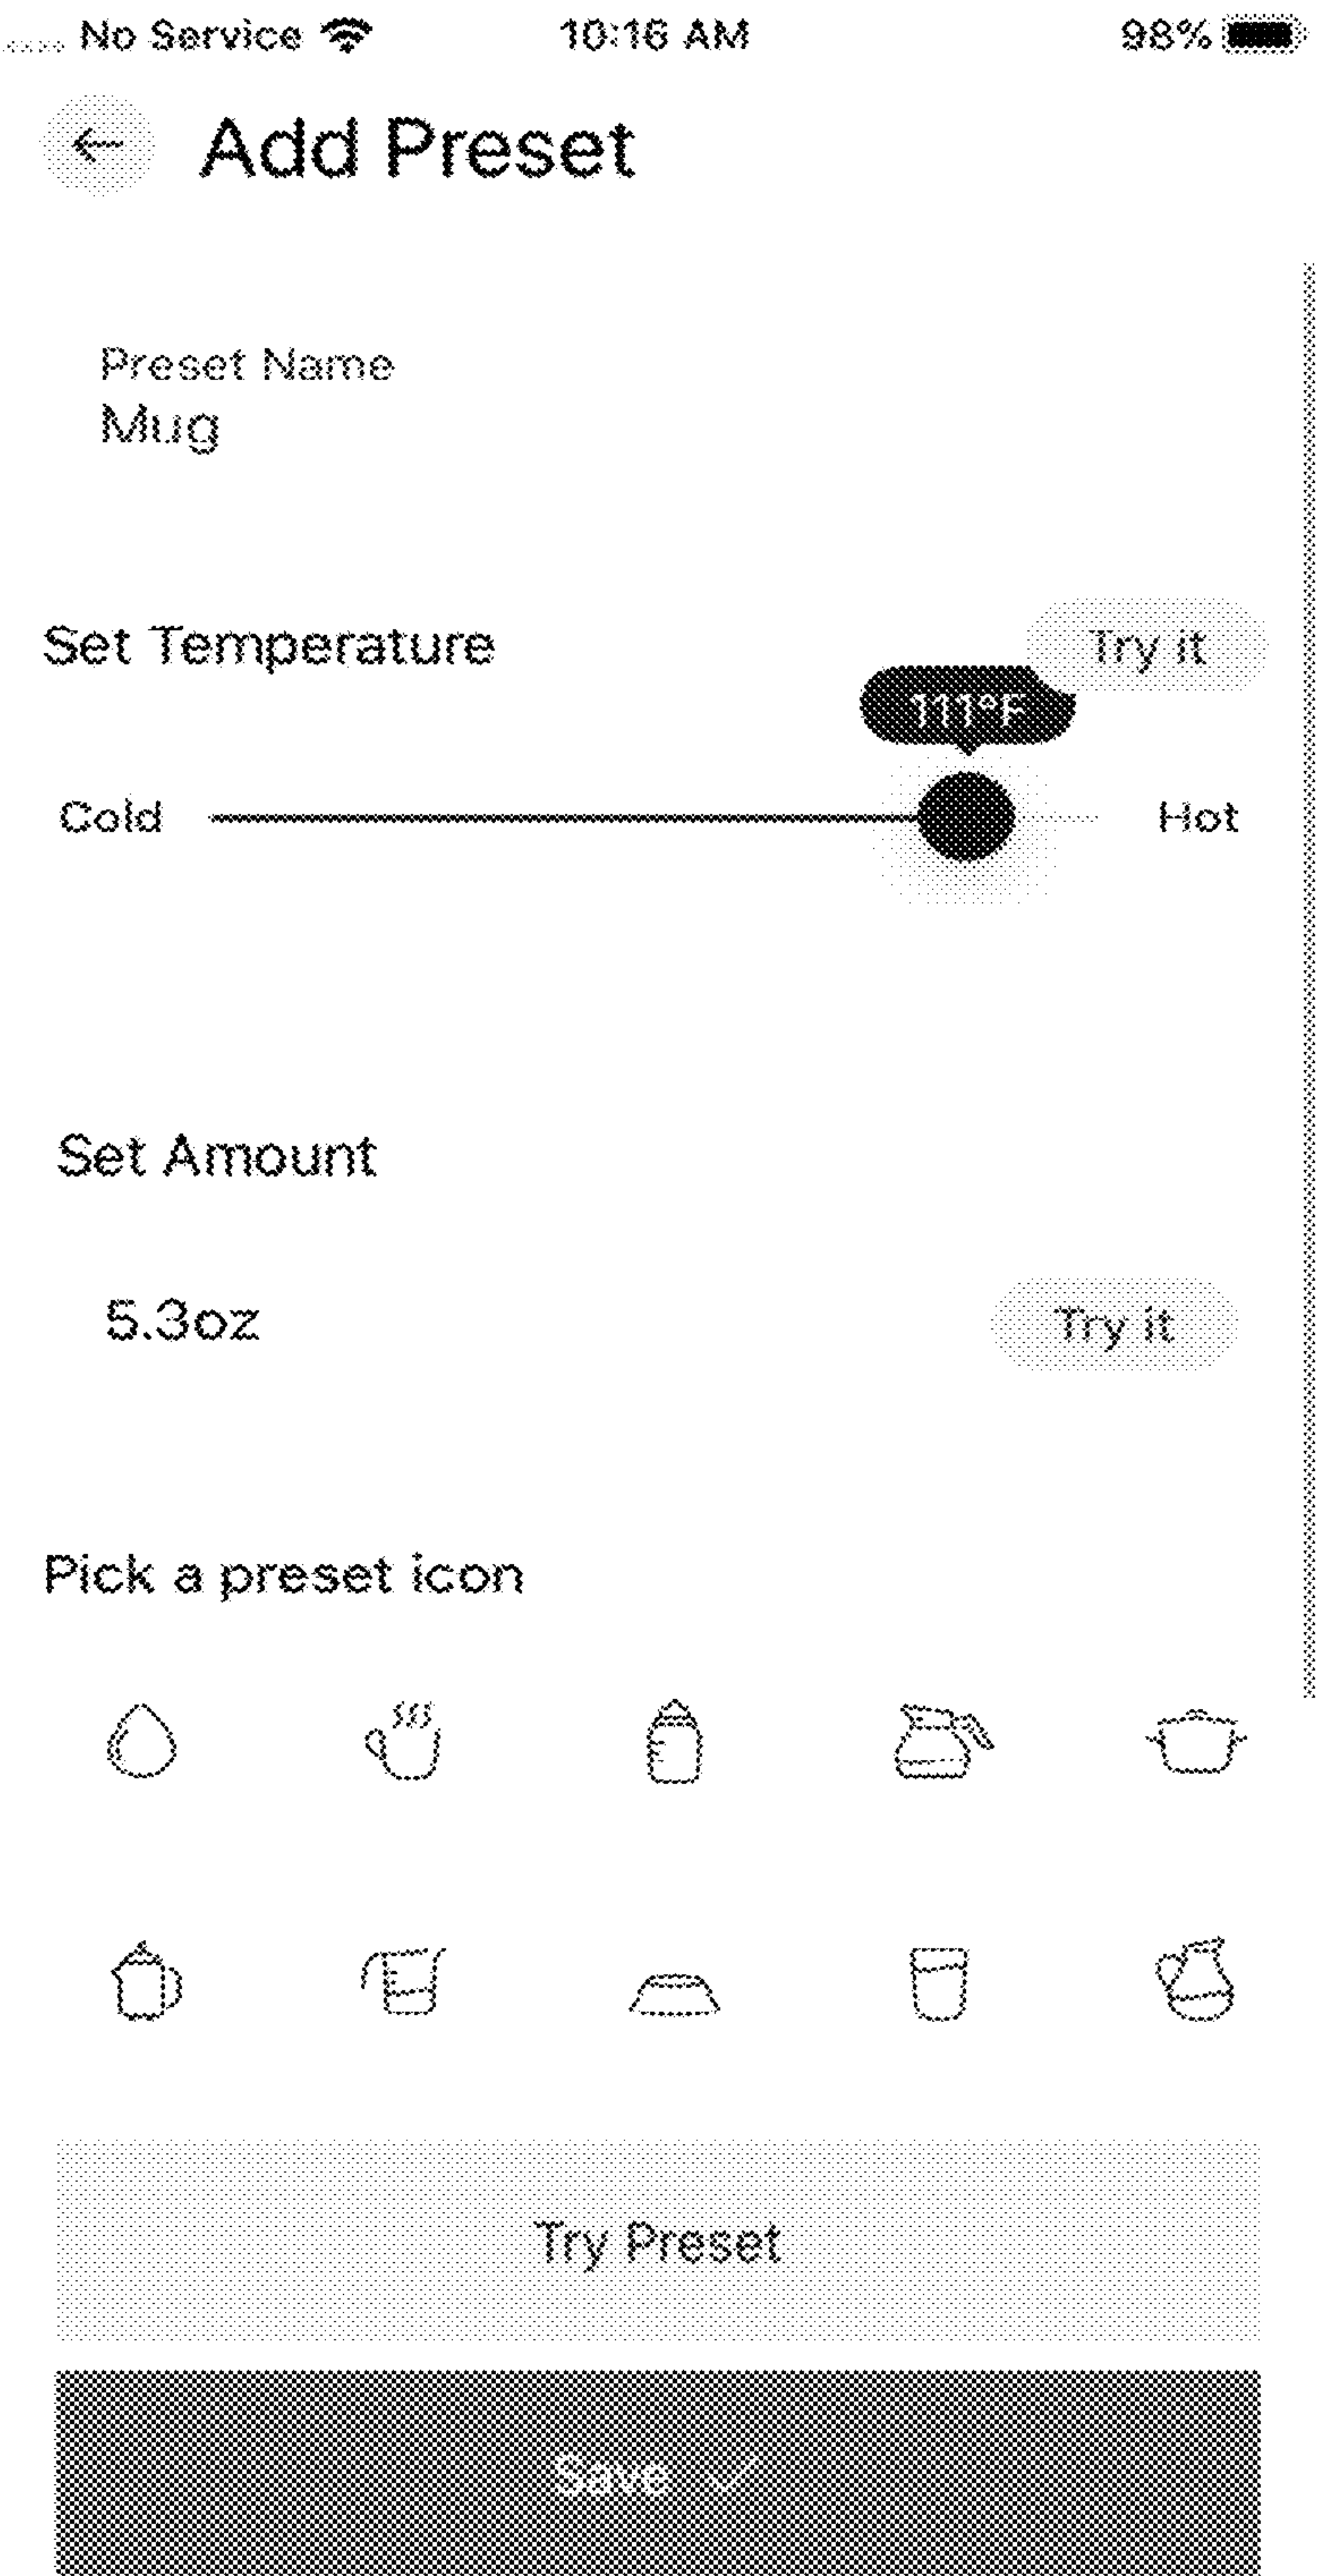 No Service 10:16 AM 98%
Add Preset
Preset Name
Mug
Set Temperature Try it
111°F
Cold Hot
Set Amount
5.3oz Try it
Pick a preset icon
Try Preset
Save